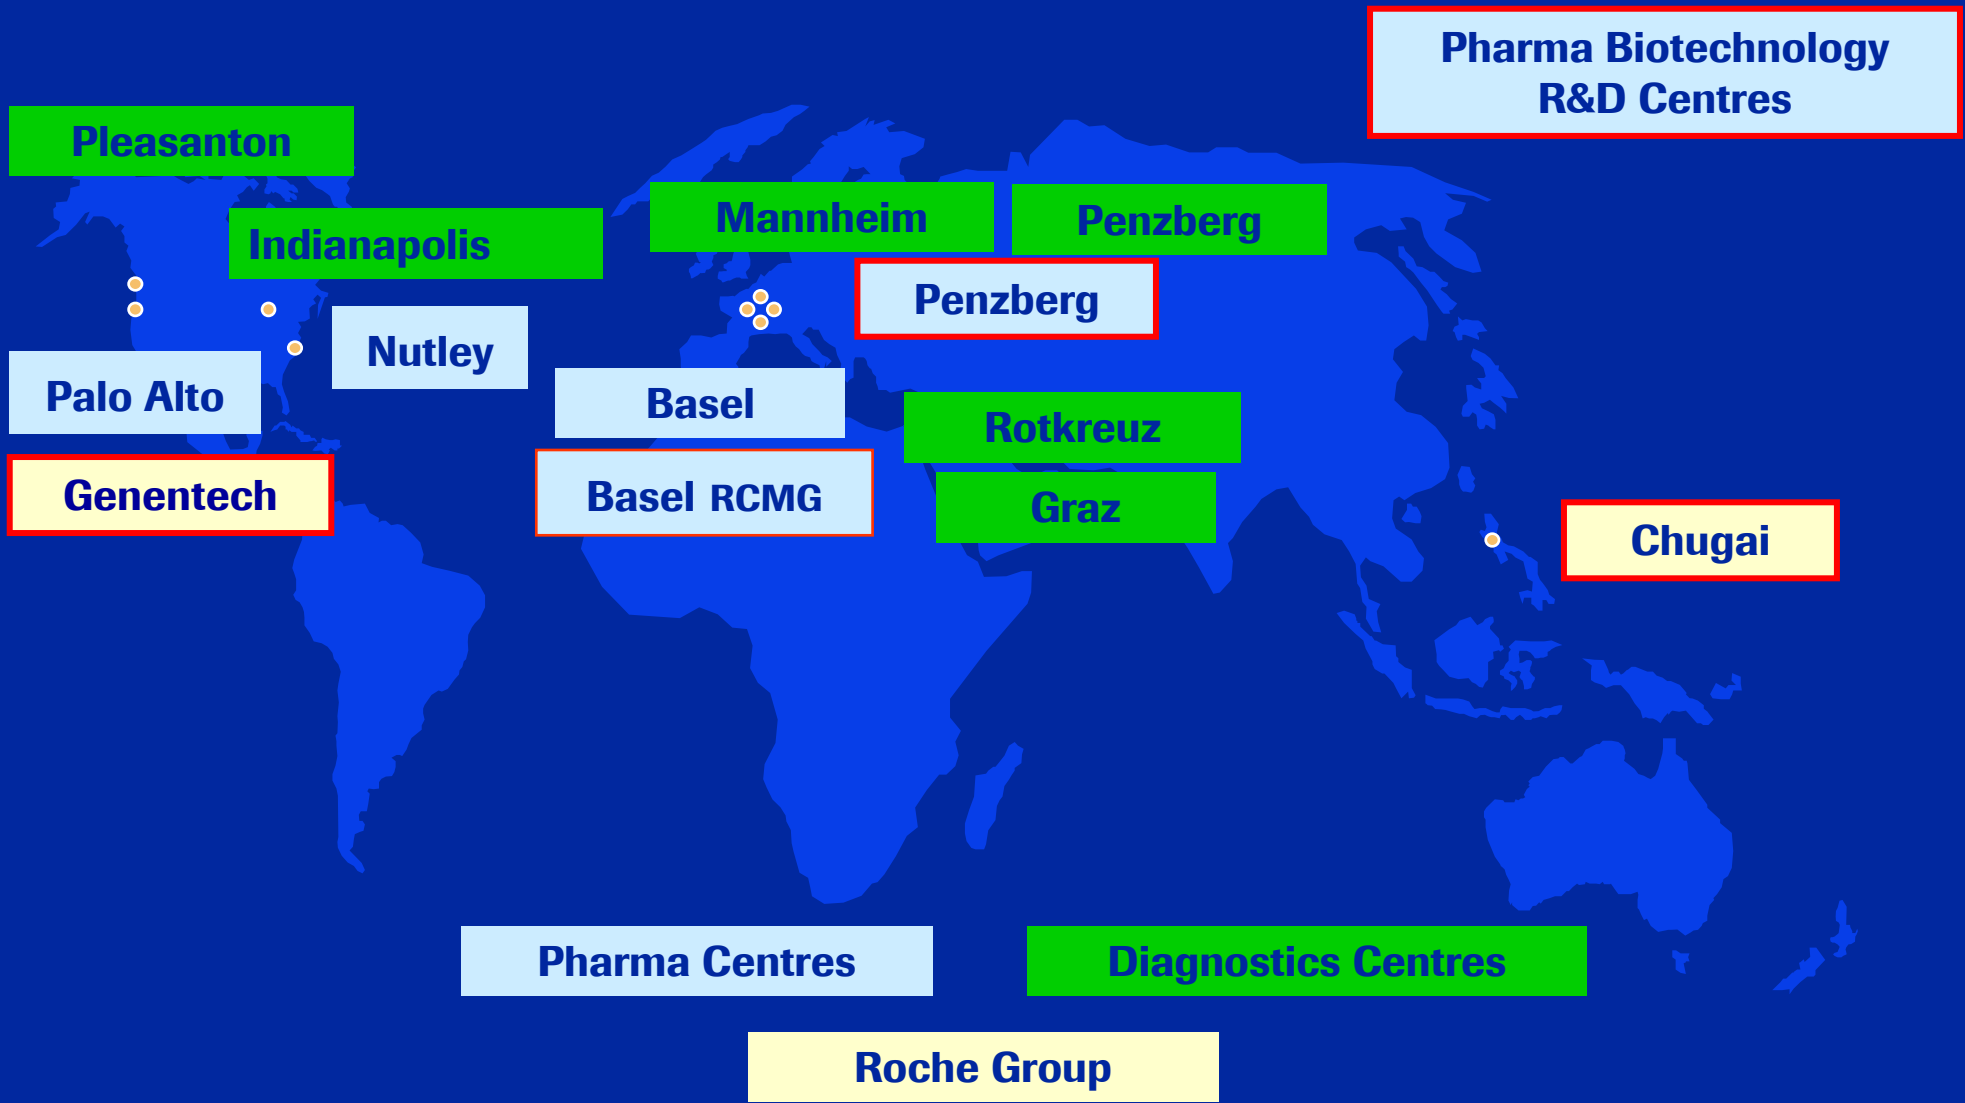 Pharma Biotechnology
R&D Centres
Pleasanton
Indianapolis
Mannheim
Penzberg
Penzberg
Nutley
Palo Alto
Basel
Rotkreuz
Genentech
Basel RCMG
Graz
Chugai
Pharma Centres
Diagnostics Centres
Roche Group